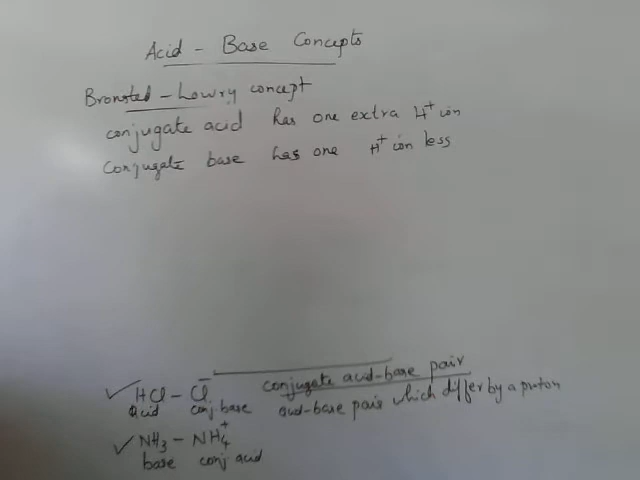 Acid - Base Concepts
Bronsted - Lowry concept
conjugate acid has one extra H⁺ ion
Conjugate base has one H⁺ ion less
conjugate acid-base pair
✓ HCl - Cl⁻ acid-base pairs which differ by a proton
acid conj base
✓ NH₃ - NH₄⁺
base conj acid